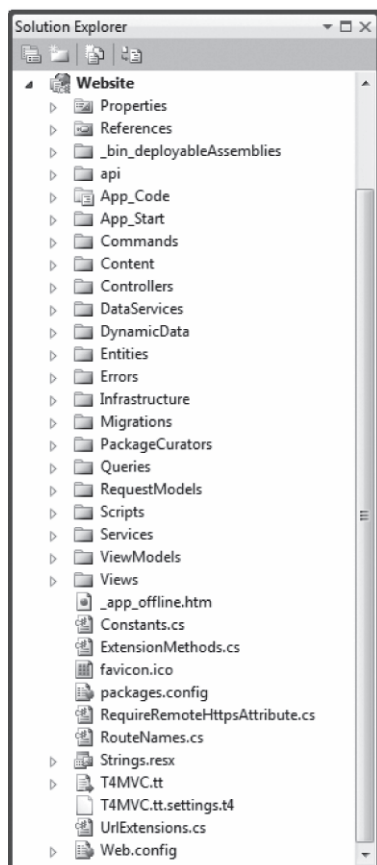 Solution Explorer
Website
Properties
References
_bin_deployableAssemblies
api
App_Code
App_Start
Commands
Content
Controllers
DataServices
DynamicData
Entities
Errors
Infrastructure
Migrations
PackageCurators
Queries
RequestModels
Scripts
Services
ViewModels
Views
_app_offline.htm
Constants.cs
ExtensionMethods.cs
favicon.ico
packages.config
RequireRemoteHttpsAttribute.cs
RouteNames.cs
Strings.resx
T4MVC.tt
T4MVC.tt.settings.t4
UrlExtensions.cs
Web.config